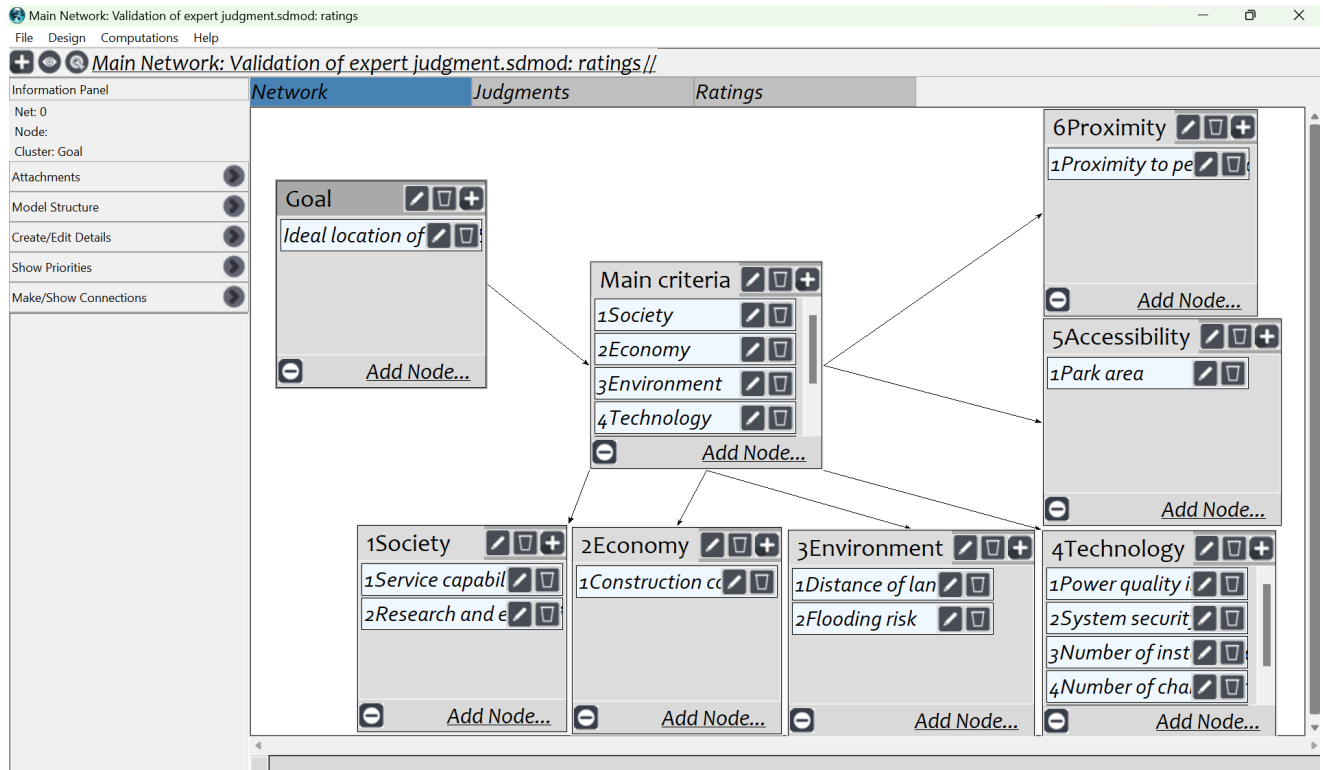 Main Network: Validation of expert judgment.sdmod: ratings
File Design Computations Help
Main Network: Validation of expert judgment.sdmod: ratings//
Information Panel
Net: 0
Node:
Cluster: Goal
Attachments
Model Structure
Create/Edit Details
Show Priorities
Make/Show Connections
Network Judgments Ratings
Goal
Ideal location of
Add Node...
Main criteria
1Society
2Economy
3Environment
4Technology
Add Node...
6Proximity
1Proximity to pe
Add Node...
5Accessibility
1Park area
Add Node...
1Society
1Service capabil
2Research and e
Add Node...
2Economy
1Construction co
Add Node...
3Environment
1Distance of lan
2Flooding risk
Add Node...
4Technology
1Power quality i
2System securit
3Number of inst
4Number of cha
Add Node...